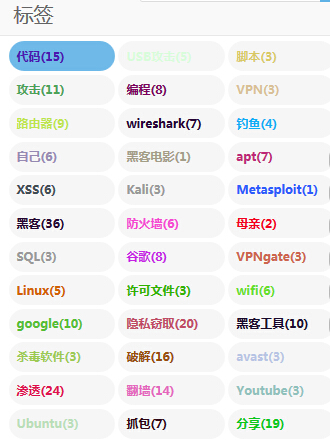 标签
代码(15) USB攻击(5) 脚本(3)
攻击(11) 编程(8) VPN(3)
路由器(9) wireshark(7) 钓鱼(4)
自己(6) 黑客电影(1) apt(7)
XSS(6) Kali(3) Metasploit(1)
黑客(36) 防火墙(6) 母亲(2)
SQL(3) 谷歌(8) VPNgate(3)
Linux(5) 许可文件(3) wifi(6)
google(10) 隐私窃取(20) 黑客工具(10)
杀毒软件(3) 破解(16) avast(3)
渗透(24) 翻墙(14) Youtube(3)
Ubuntu(3) 抓包(7) 分享(19)